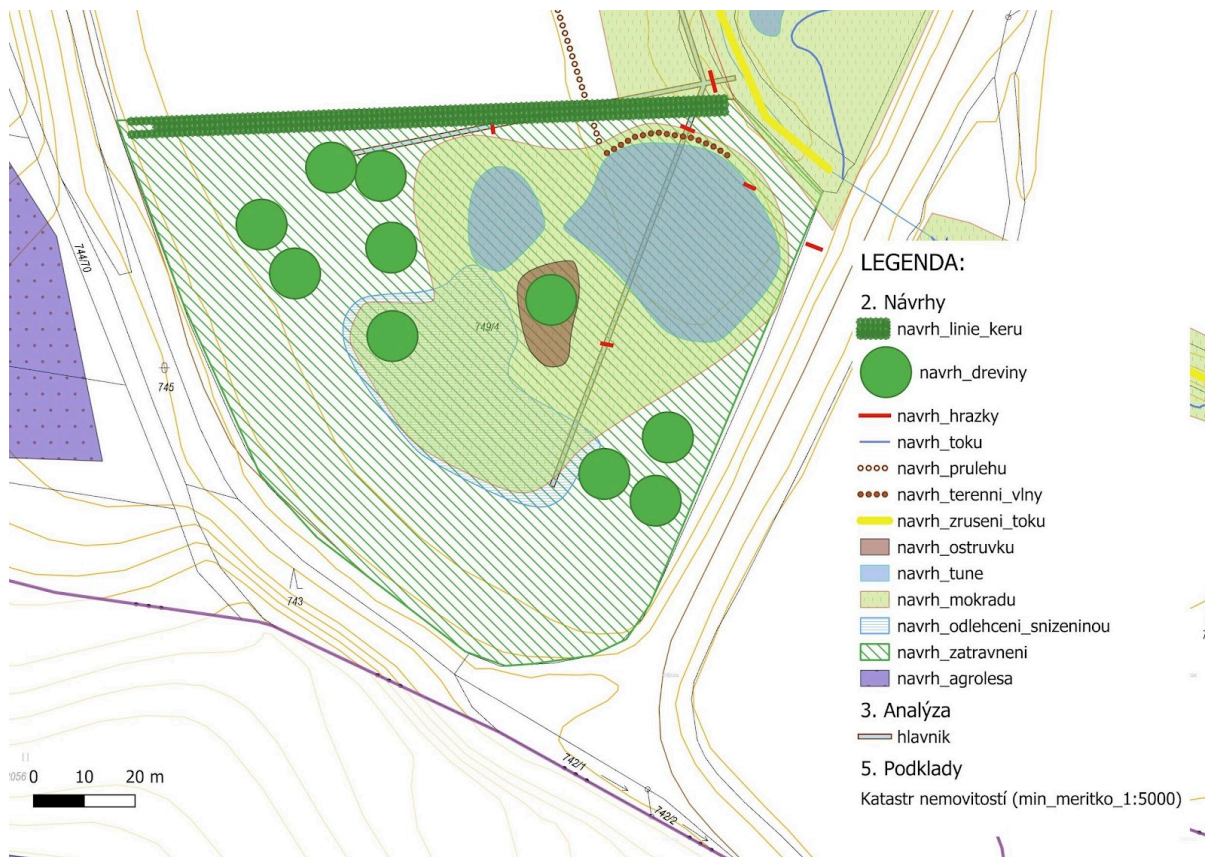 744/70
749/4
745
743
2056
0 10 20 m
742/1
742/2
LEGENDA:
2. Návrhy
navrh_linie_keru
navrh_dreviny
navrh_hrazky
navrh_toku
navrh_prulehu
navrh_terenni_vlny
navrh_zruseni_toku
navrh_ostruvku
navrh_tune
navrh_mokradu
navrh_odlehceni_snizeninou
navrh_zatravneni
navrh_agrolesa
3. Analýza
hlavnik
5. Podklady
Katastr nemovitostí (min_meritko_1:5000)